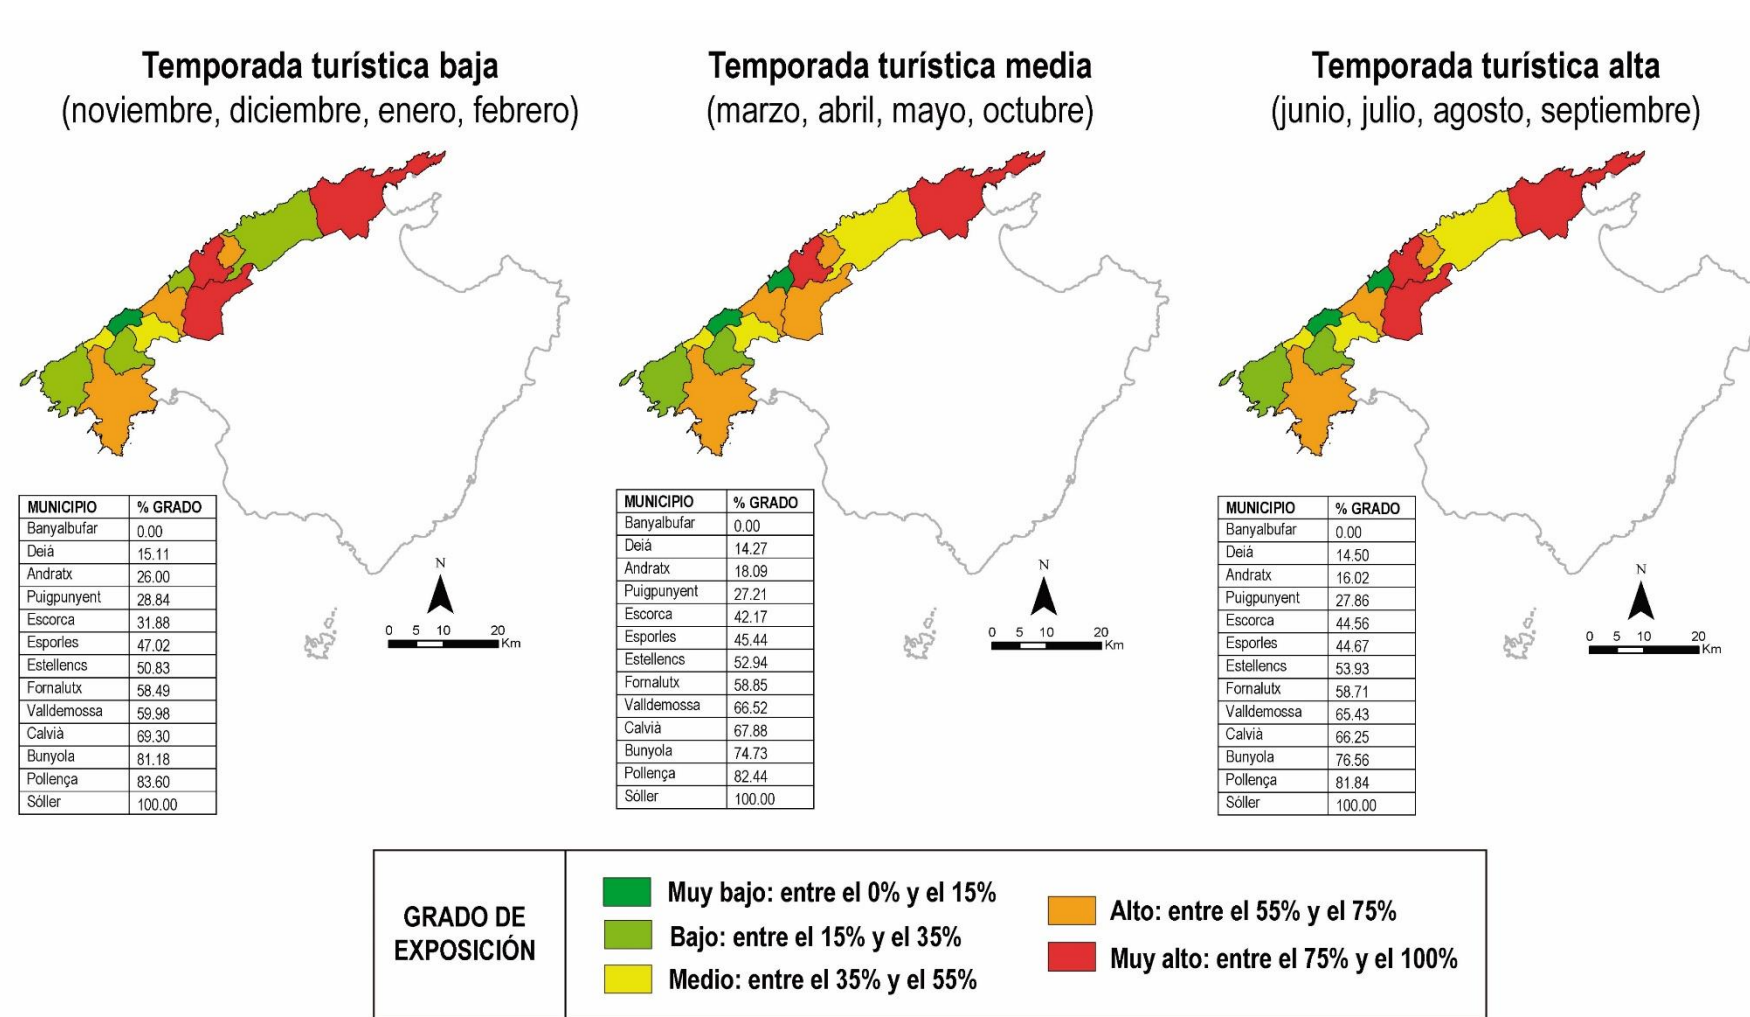 Temporada turística baja
(noviembre, diciembre, enero, febrero)
MUNICIPIO % GRADO
Banyalbufar 0.00
Deiá 15.11
Andratx 26.00
Puigpunyent 28.84
Escorca 31.88
Esporles 47.02
Estellencs 50.83
Fornalutx 58.49
Valldemossa 59.98
Calvià 69.30
Bunyola 81.18
Pollença 83.60
Sóller 100.00
N
0 5 10 20
Km
Temporada turística media
(marzo, abril, mayo, octubre)
MUNICIPIO % GRADO
Banyalbufar 0.00
Deiá 14.27
Andratx 18.09
Puigpunyent 27.21
Escorca 42.17
Esporles 45.44
Estellencs 52.94
Fornalutx 58.85
Valldemossa 66.52
Calvià 67.88
Bunyola 74.73
Pollença 82.44
Sóller 100.00
N
0 5 10 20
Km
Temporada turística alta
(junio, julio, agosto, septiembre)
MUNICIPIO % GRADO
Banyalbufar 0.00
Deiá 14.50
Andratx 16.02
Puigpunyent 27.86
Escorca 44.56
Esporles 44.67
Estellencs 53.93
Fornalutx 58.71
Valldemossa 65.43
Calvià 66.25
Bunyola 76.56
Pollença 81.84
Sóller 100.00
N
0 5 10 20
Km
GRADO DE
EXPOSICIÓN
Muy bajo: entre el 0% y el 15%
Bajo: entre el 15% y el 35%
Medio: entre el 35% y el 55%
Alto: entre el 55% y el 75%
Muy alto: entre el 75% y el 100%